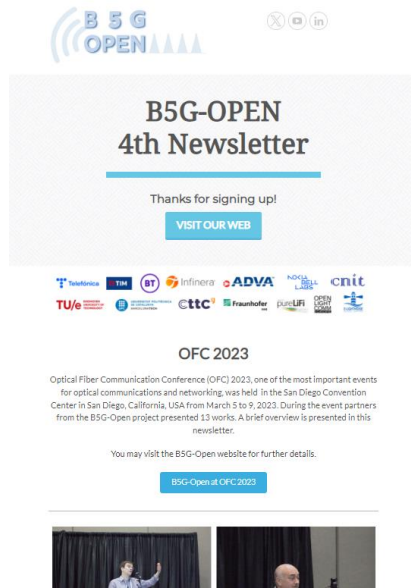 B 5 G
OPEN
B5G-OPEN
4th Newsletter
Thanks for signing up!
VISIT OUR WEB
Telefónica TIM BT Infinera ADVA NOKIA BELL LABS cnit
TU/e CTTC Fraunhofer pureLiFi OPEN LIGHT COMM
OFC 2023
Optical Fiber Communication Conference (OFC) 2023, one of the most important events
for optical communications and networking, was held in the San Diego Convention
Center in San Diego, California, USA from March 5 to 9, 2023. During the event partners
from the B5G-Open project presented 13 works. A brief overview is presented in this
newsletter.
You may visit the B5G-Open website for further details.
B5G-Open at OFC 2023